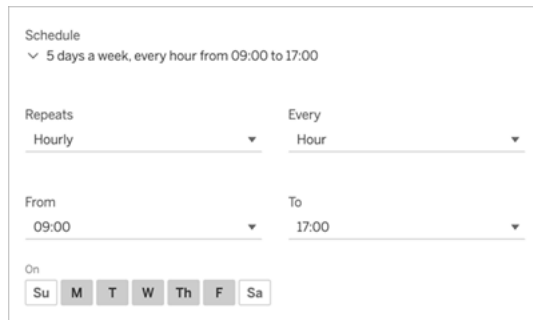 Schedule
5 days a week, every hour from 09:00 to 17:00
Repeats Every
Hourly Hour
From To
09:00 17:00
On
Su M T W Th F Sa